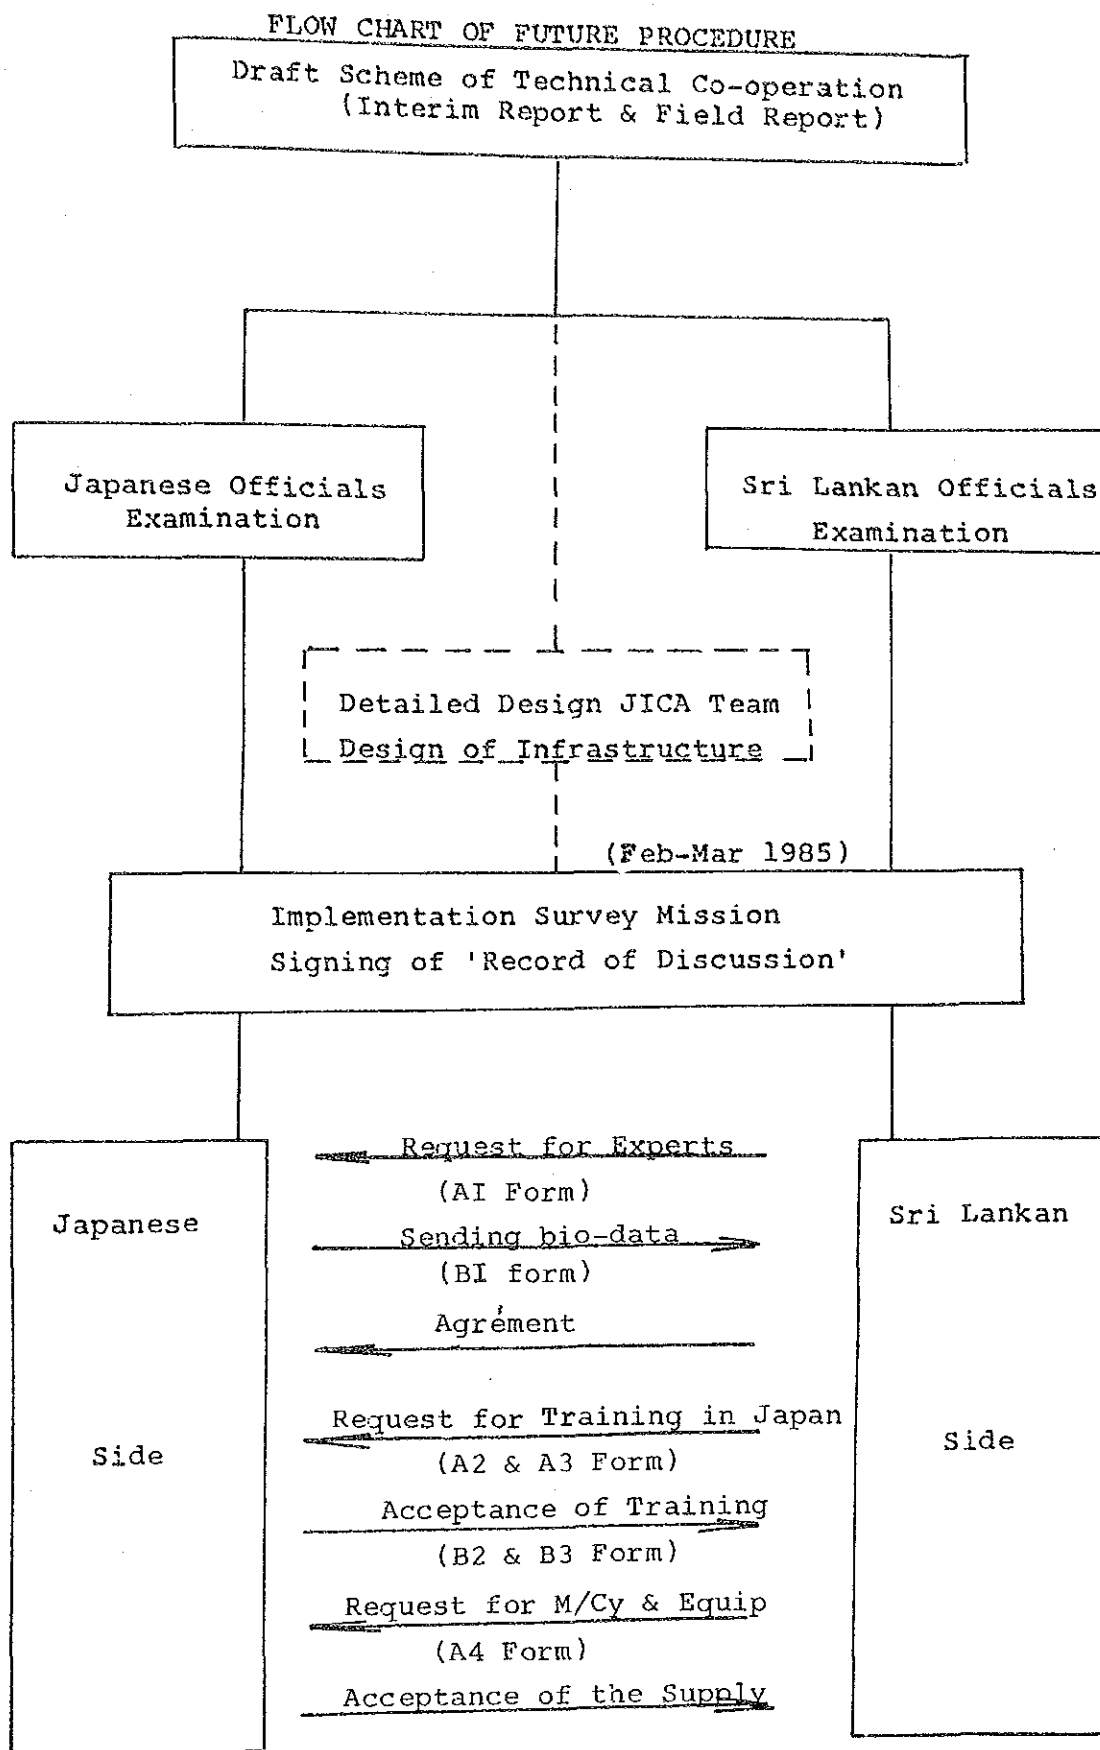 FLOW CHART OF FUTURE PROCEDURE
Draft Scheme of Technical Co-operation
(Interim Report & Field Report)
Japanese Officials
Examination
Sri Lankan Officials
Examination
Detailed Design JICA Team
Design of Infrastructure
(Feb-Mar 1985)
Implementation Survey Mission
Signing of 'Record of Discussion'
Japanese
Side
Request for Experts
(AI Form)
Sending bio-data
(BI form)
Agrément
Request for Training in Japan
(A2 & A3 Form)
Acceptance of Training
(B2 & B3 Form)
Request for M/Cy & Equip
(A4 Form)
Acceptance of the Supply
Sri Lankan
Side